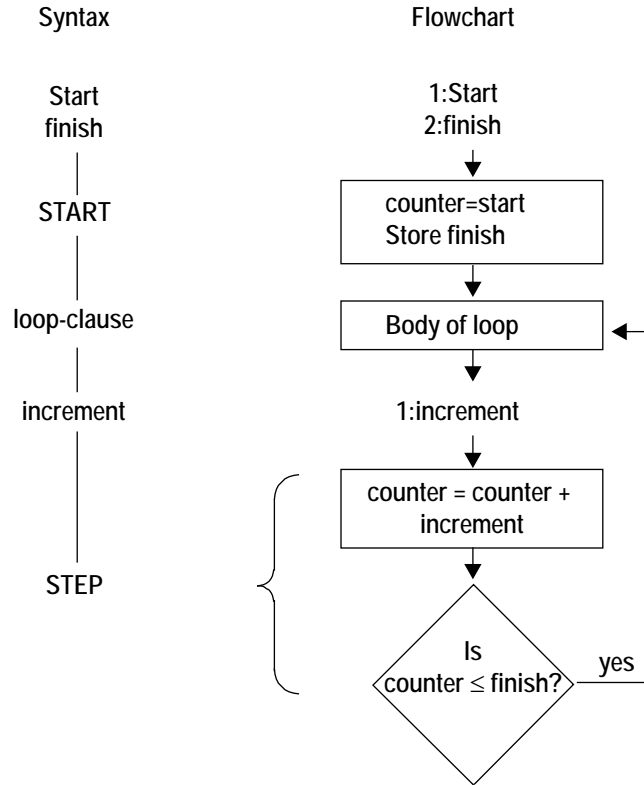 Syntax
Flowchart
Start
finish
1:Start
2:finish
START
counter=start
Store finish
loop-clause
Body of loop
increment
1:increment
counter = counter +
increment
STEP
Is
counter ≤ finish?
yes